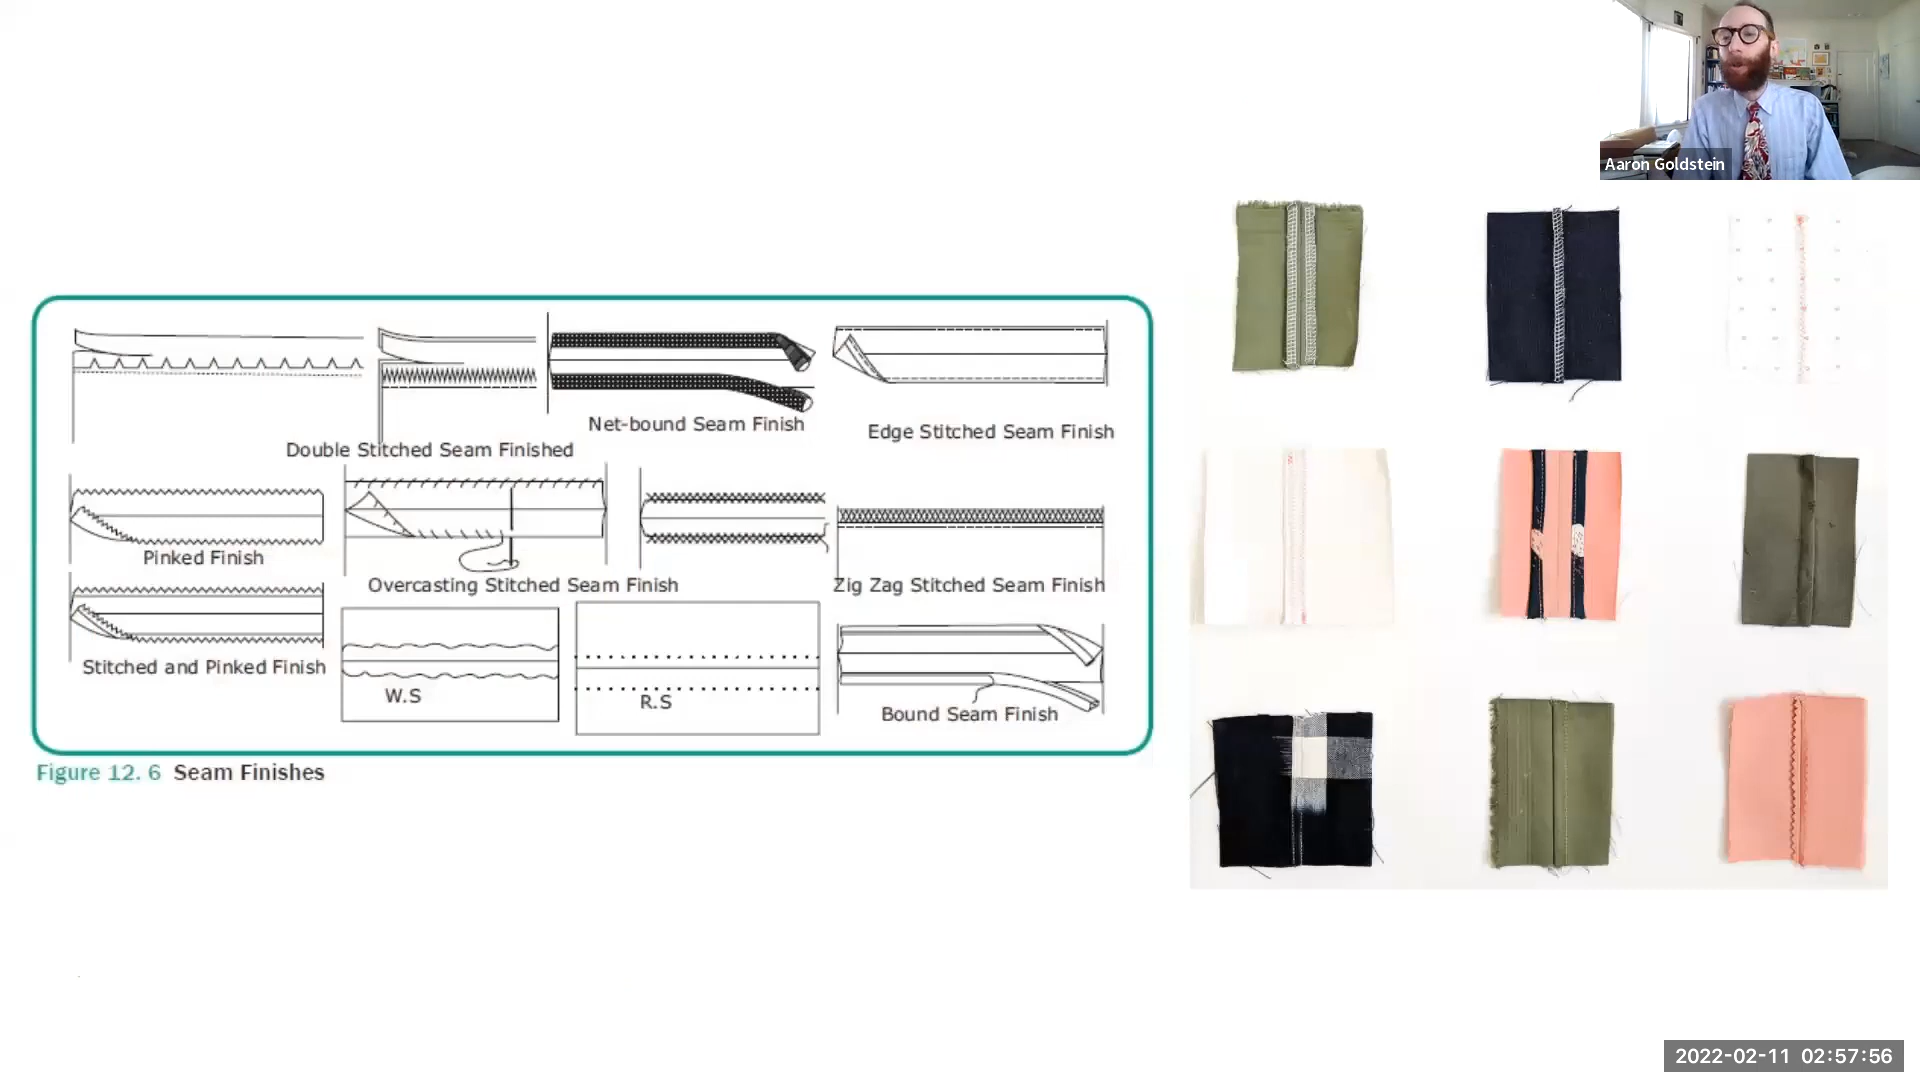 Aaron Goldstein
Net-bound Seam Finish
Edge Stitched Seam Finish
Double Stitched Seam Finished
Pinked Finish
Overcasting Stitched Seam Finish
Zig Zag Stitched Seam Finish
Stitched and Pinked Finish
W.S
R.S
Bound Seam Finish
Figure 12. 6 Seam Finishes
2022-02-11 02:57:56